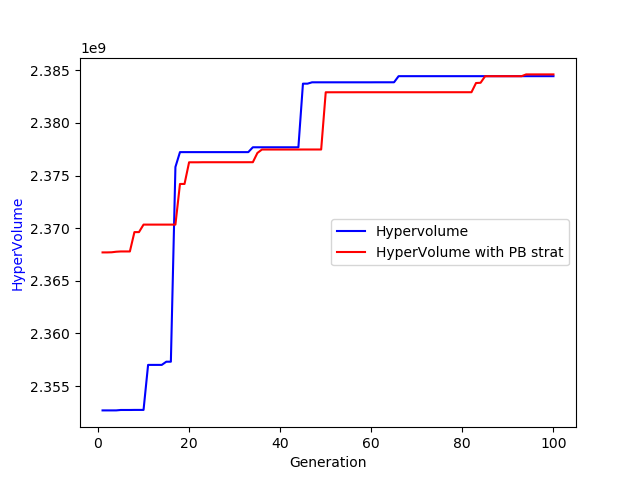 1e9
2.385
2.380
2.375
2.370
2.365
2.360
2.355
HyperVolume
Hypervolume
HyperVolume with PB strat
0 20 40 60 80 100
Generation